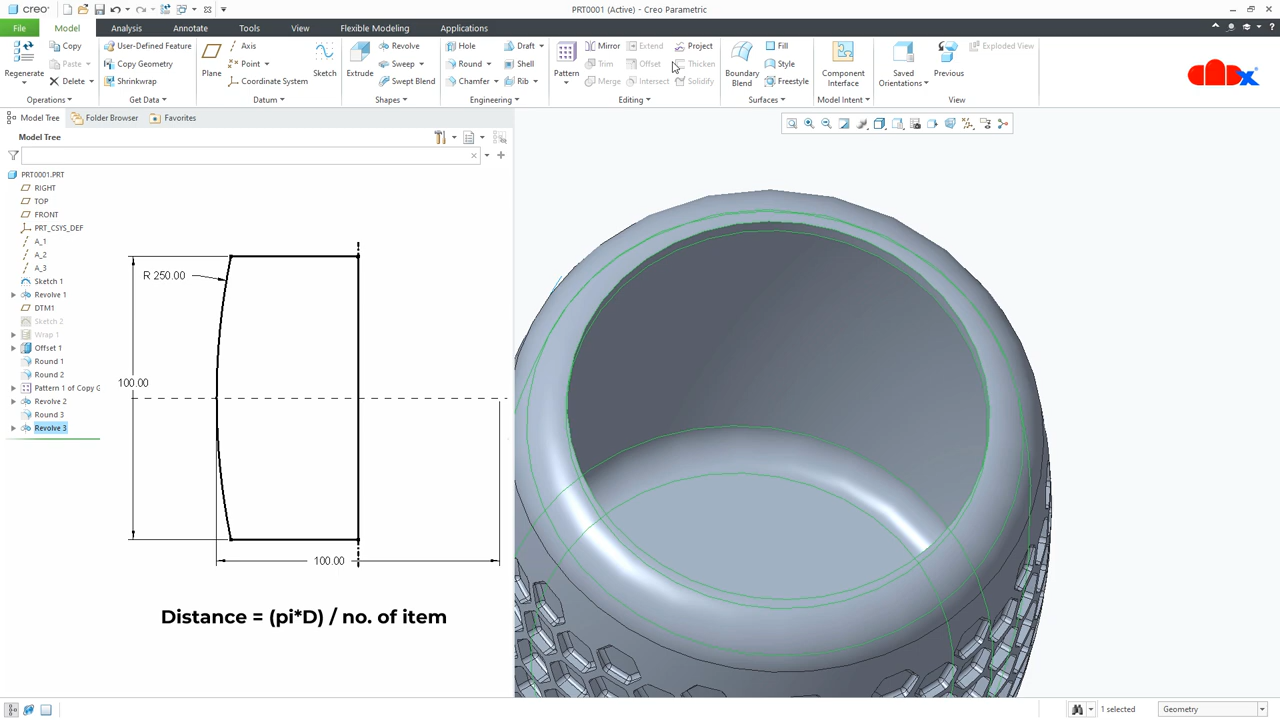 creo
PRT0001 (Active) - Creo Parametric
File
Model
Analysis
Annotate
Tools
View
Flexible Modeling
Applications
Regenerate
Copy
Paste
Delete
Operations
User-Defined Feature
Copy Geometry
Shrinkwrap
Get Data
Plane
Axis
Point
Coordinate System
Sketch
Datum
Extrude
Revolve
Sweep
Swept Blend
Shapes
Hole
Round
Chamfer
Draft
Shell
Rib
Engineering
Pattern
Mirror
Trim
Merge
Extend
Offset
Intersect
Project
Thicken
Solidify
Editing
Boundary
Blend
Fill
Style
Freestyle
Surfaces
Component
Interface
Model Intent
Saved
Orientations
Previous
Exploded View
View
Model Tree
Folder Browser
Favorites
Model Tree
PRT0001.PRT
RIGHT
TOP
FRONT
PRT_CSYS_DEF
A_1
A_2
A_3
Sketch 1
Revolve 1
DTM1
Sketch 2
Wrap 1
Offset 1
Round 1
Round 2
Pattern 1 of Copy G
Revolve 2
Round 3
Revolve 3
R 250.00
100.00
100.00
Distance = (pi*D) / no. of item
1 selected
Geometry